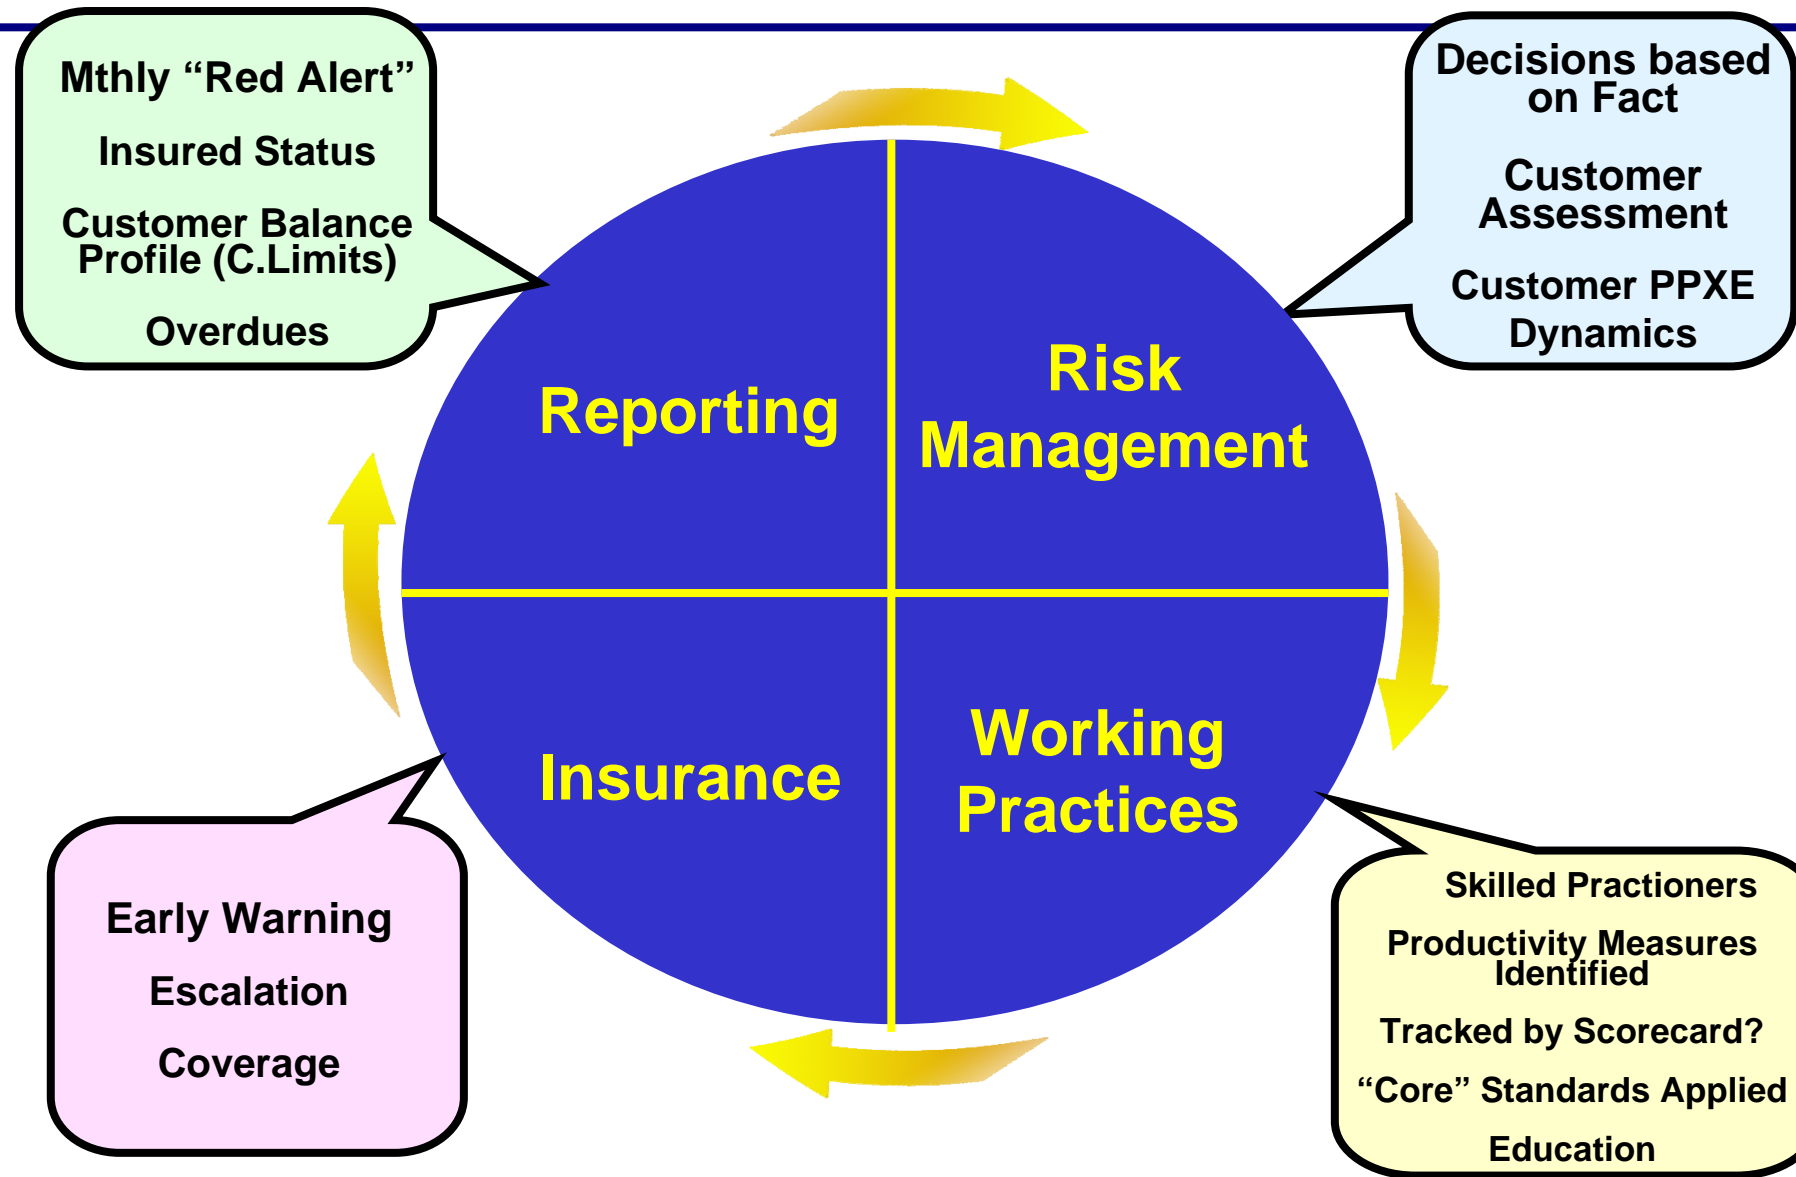 Mthly “Red Alert”
Insured Status
Customer Balance
Profile (C.Limits)
Overdues
Decisions based
on Fact
Customer
Assessment
Customer PPXE
Dynamics
Reporting
Risk
Management
Insurance
Working
Practices
Early Warning
Escalation
Coverage
Skilled Practioners
Productivity Measures
Identified
Tracked by Scorecard?
“Core” Standards Applied
Education